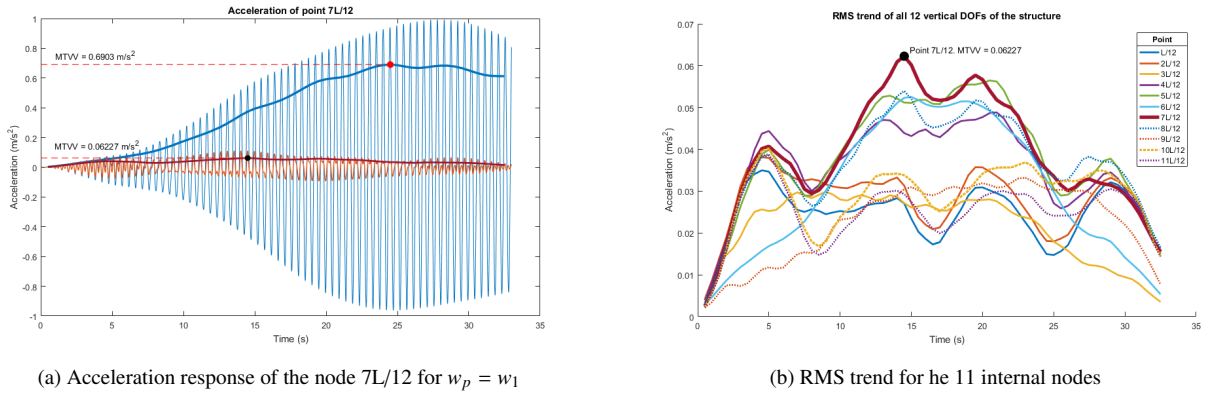 Acceleration of point 7L/12
MTVV = 0.6903 m/s²
MTVV = 0.06227 m/s²
Acceleration (m/s²)
1
0.8
0.6
0.4
0.2
0
-0.2
-0.4
-0.6
-0.8
-1
0 5 10 15 20 25 30 35
Time (s)
(a) Acceleration response of the node 7L/12 for w_p = w_1
RMS trend of all 12 vertical DOFs of the structure
Point 7L/12. MTVV = 0.06227
Acceleration (m/s²)
0.07
0.06
0.05
0.04
0.03
0.02
0.01
0
0 5 10 15 20 25 30 35
Time (s)
Point
L/12
2L/12
3L/12
4L/12
5L/12
6L/12
7L/12
8L/12
9L/12
10L/12
11L/12
(b) RMS trend for he 11 internal nodes